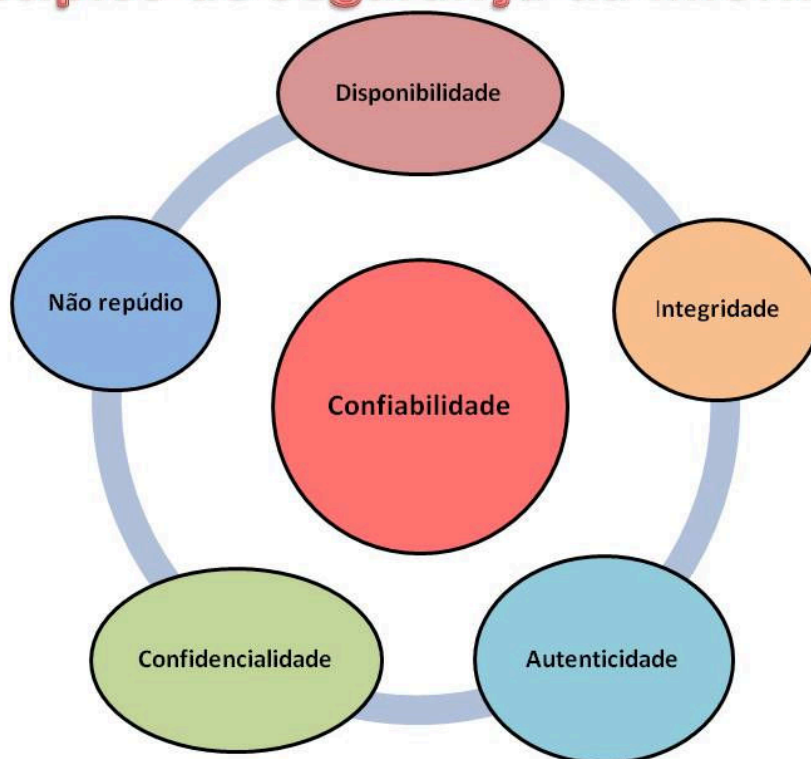 Disponibilidade
Não repúdio
Integridade
Confiabilidade
Confidencialidade
Autenticidade